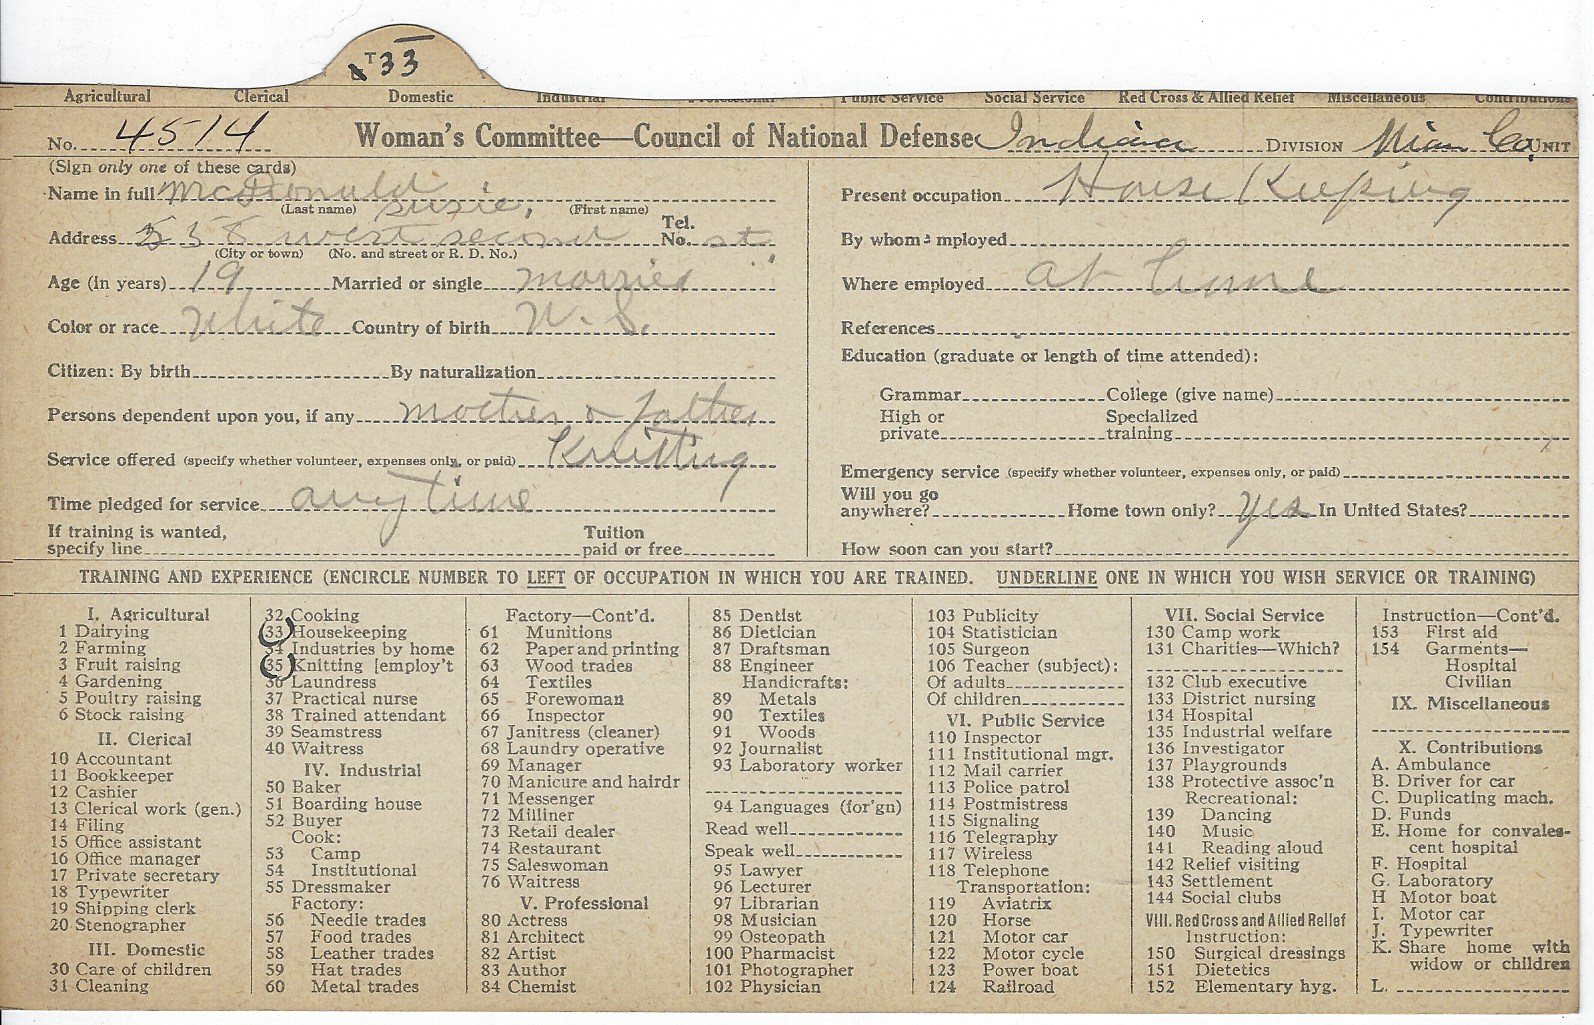 T33
Agricultural Clerical Domestic Industrial Professional Public Service Social Service Red Cross & Allied Relief Miscellaneous Contributions
No. 4514 Woman's Committee—Council of National Defense Indiana DIVISION Miami Co. UNIT
(Sign only one of these cards)
Name in full McDonald Susie,
(Last name) (First name)
Address 558 west second Tel. No. st.
(City or town) (No. and street or R. D. No.)
Age (in years) 19 Married or single married
Color or race White Country of birth U. S.
Citizen: By birth By naturalization
Persons dependent upon you, if any mother & father
Service offered (specify whether volunteer, expenses only, or paid) Knitting
Time pledged for service any time
If training is wanted,
specify line Tuition paid or free
Present occupation House Keeping
By whom employed
Where employed at home
References
Education (graduate or length of time attended):
Grammar College (give name)
High or private Specialized training
Emergency service (specify whether volunteer, expenses only, or paid)
Will you go anywhere? Home town only? yes In United States?
How soon can you start?
TRAINING AND EXPERIENCE (ENCIRCLE NUMBER TO LEFT OF OCCUPATION IN WHICH YOU ARE TRAINED. UNDERLINE ONE IN WHICH YOU WISH SERVICE OR TRAINING)
I. Agricultural
1 Dairying
2 Farming
3 Fruit raising
4 Gardening
5 Poultry raising
6 Stock raising
II. Clerical
10 Accountant
11 Bookkeeper
12 Cashier
13 Clerical work (gen.)
14 Filing
15 Office assistant
16 Office manager
17 Private secretary
18 Typewriter
19 Shipping clerk
20 Stenographer
III. Domestic
30 Care of children
31 Cleaning
32 Cooking
33 Housekeeping
34 Industries by home
35 Knitting [employ't
36 Laundress
37 Practical nurse
38 Trained attendant
39 Seamstress
40 Waitress
IV. Industrial
50 Baker
51 Boarding house
52 Buyer
Cook:
53 Camp
54 Institutional
55 Dressmaker
Factory:
56 Needle trades
57 Food trades
58 Leather trades
59 Hat trades
60 Metal trades
Factory—Cont'd.
61 Munitions
62 Paper and printing
63 Wood trades
64 Textiles
65 Forewoman
66 Inspector
67 Janitress (cleaner)
68 Laundry operative
69 Manager
70 Manicure and hairdr
71 Messenger
72 Milliner
73 Retail dealer
74 Restaurant
75 Saleswoman
76 Waitress
V. Professional
80 Actress
81 Architect
82 Artist
83 Author
84 Chemist
85 Dentist
86 Dietician
87 Draftsman
88 Engineer
Handicrafts:
89 Metals
90 Textiles
91 Woods
92 Journalist
93 Laboratory worker
94 Languages (for'gn)
Read well
Speak well
95 Lawyer
96 Lecturer
97 Librarian
98 Musician
99 Osteopath
100 Pharmacist
101 Photographer
102 Physician
103 Publicity
104 Statistician
105 Surgeon
106 Teacher (subject):
Of adults
Of children
VI. Public Service
110 Inspector
111 Institutional mgr.
112 Mail carrier
113 Police patrol
114 Postmistress
115 Signaling
116 Telegraphy
117 Wireless
118 Telephone
Transportation:
119 Aviatrix
120 Horse
121 Motor car
122 Motor cycle
123 Power boat
124 Railroad
VII. Social Service
130 Camp work
131 Charities—Which?
132 Club executive
133 District nursing
134 Hospital
135 Industrial welfare
136 Investigator
137 Playgrounds
138 Protective assoc'n
Recreational:
139 Dancing
140 Music
141 Reading aloud
142 Relief visiting
143 Settlement
144 Social clubs
VIII. Red Cross and Allied Relief
Instruction:
150 Surgical dressings
151 Dietetics
152 Elementary hyg.
Instruction—Cont'd.
153 First aid
154 Garments—
Hospital
Civilian
IX. Miscellaneous
X. Contributions
A. Ambulance
B. Driver for car
C. Duplicating mach.
D. Funds
E. Home for convales-
cent hospital
F. Hospital
G. Laboratory
H Motor boat
I. Motor car
J. Typewriter
K. Share home with
widow or children
L.